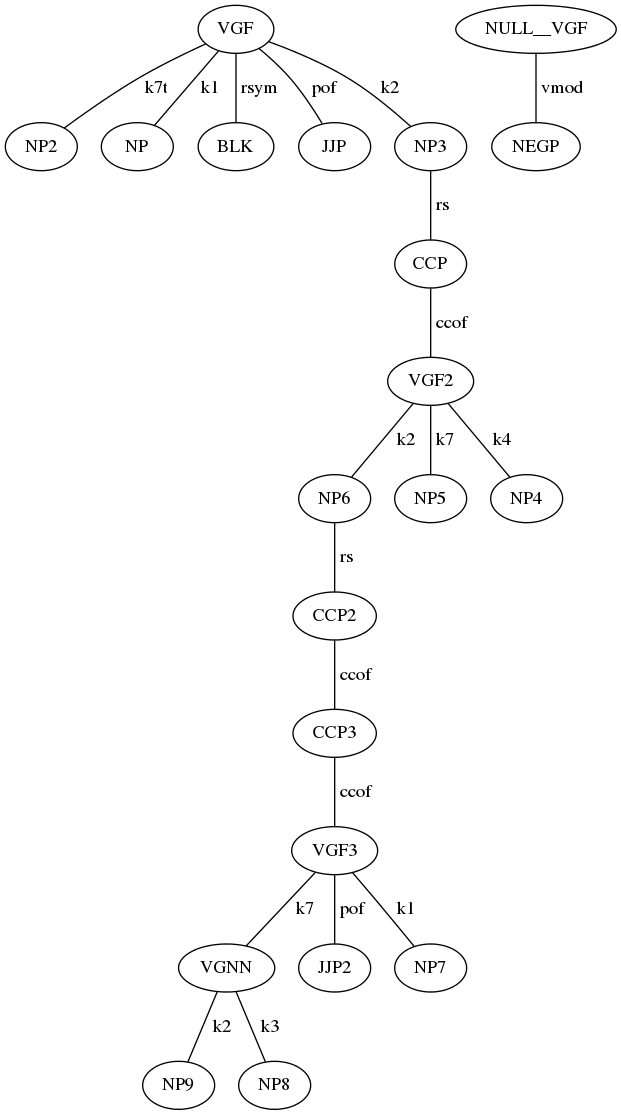 VGF NULL__VGF
k7t k1 rsym pof k2 vmod
NP2 NP BLK JJP NP3 NEGP
rs
CCP
ccof
VGF2
k2 k7 k4
NP6 NP5 NP4
rs
CCP2
ccof
CCP3
ccof
VGF3
k7 pof k1
VGNN JJP2 NP7
k2 k3
NP9 NP8